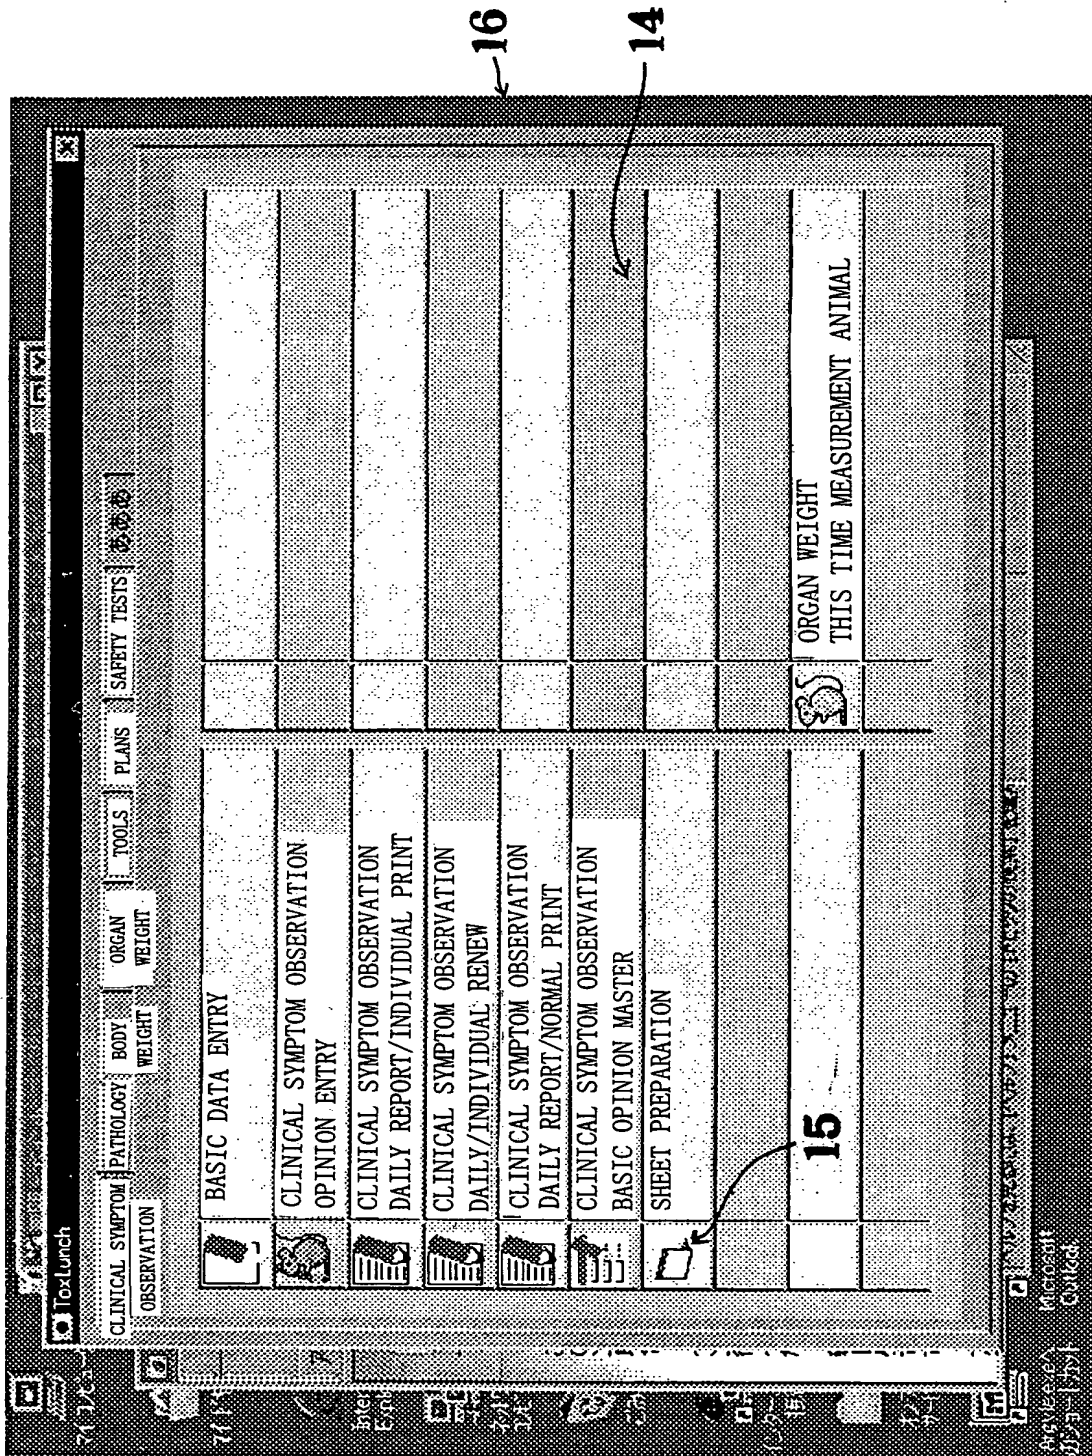 Toxlunch
CLINICAL SYMPTOM
OBSERVATION
PATHOLOGY
BODY
WEIGHT
ORGAN
WEIGHT
TOOLS
PLANS
SAFETY TESTS
あああ
BASIC DATA ENTRY
CLINICAL SYMPTOM OBSERVATION
OPINION ENTRY
CLINICAL SYMPTOM OBSERVATION
DAILY REPORT/INDIVIDUAL PRINT
CLINICAL SYMPTOM OBSERVATION
DAILY/INDIVIDUAL RENEW
CLINICAL SYMPTOM OBSERVATION
DAILY REPORT/NORMAL PRINT
CLINICAL SYMPTOM OBSERVATION
BASIC OPINION MASTER
SHEET PREPARATION
ORGAN WEIGHT
THIS TIME MEASUREMENT ANIMAL
15
14
16
Microsoft